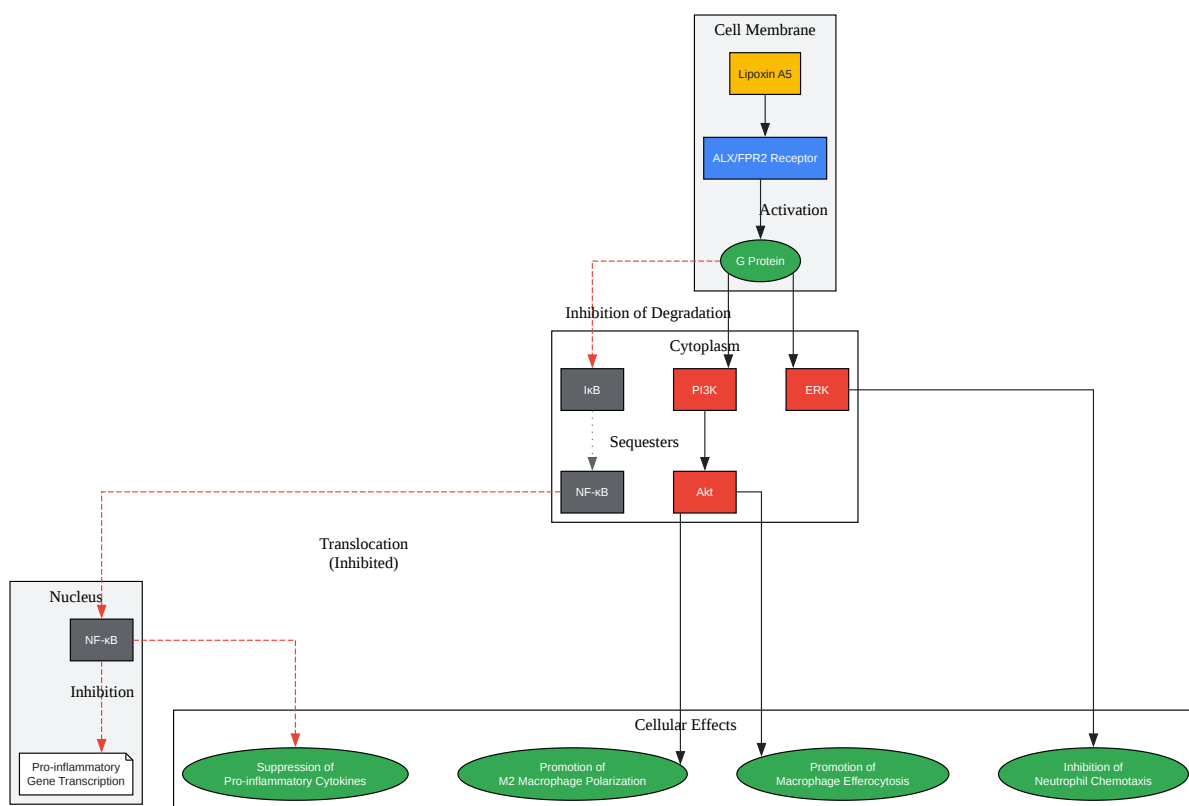 Cell Membrane
Lipoxin A5
ALX/FPR2 Receptor
Activation
G Protein
Inhibition of Degradation
Cytoplasm
IκB
PI3K
ERK
Sequesters
NF-κB
Akt
Translocation
(Inhibited)
Nucleus
NF-κB
Inhibition
Cellular Effects
Pro-inflammatory
Gene Transcription
Suppression of
Pro-inflammatory Cytokines
Promotion of
M2 Macrophage Polarization
Promotion of
Macrophage Efferocytosis
Inhibition of
Neutrophil Chemotaxis